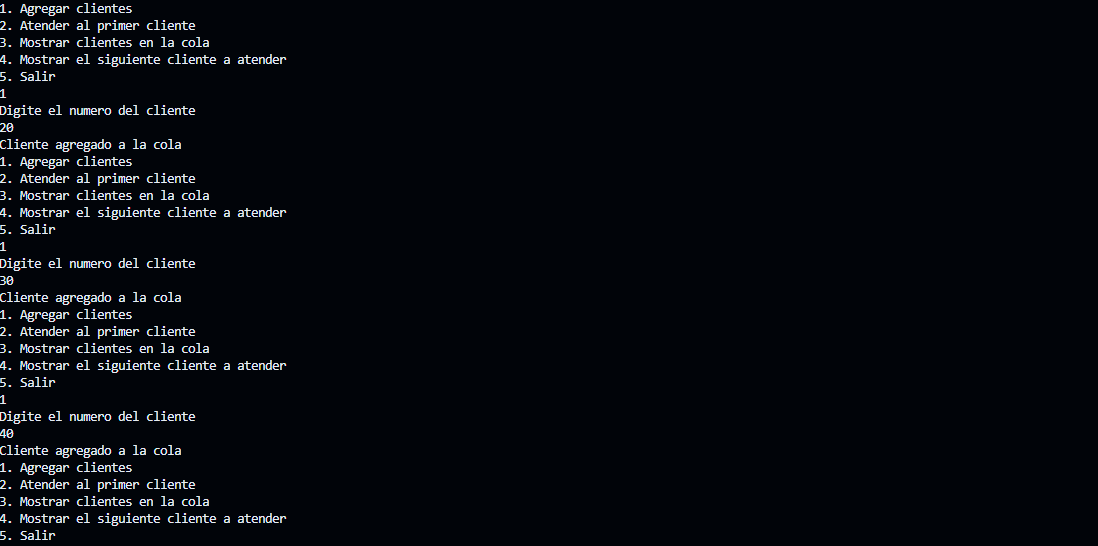 1. Agregar clientes
2. Atender al primer cliente
3. Mostrar clientes en la cola
4. Mostrar el siguiente cliente a atender
5. Salir
1
Digite el numero del cliente
20
Cliente agregado a la cola
1. Agregar clientes
2. Atender al primer cliente
3. Mostrar clientes en la cola
4. Mostrar el siguiente cliente a atender
5. Salir
1
Digite el numero del cliente
30
Cliente agregado a la cola
1. Agregar clientes
2. Atender al primer cliente
3. Mostrar clientes en la cola
4. Mostrar el siguiente cliente a atender
5. Salir
1
Digite el numero del cliente
40
Cliente agregado a la cola
1. Agregar clientes
2. Atender al primer cliente
3. Mostrar clientes en la cola
4. Mostrar el siguiente cliente a atender
5. Salir